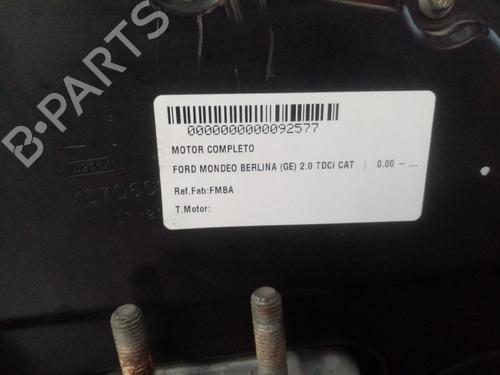 B-PARTS
0000000000092577
MOTOR COMPLETO
FORD MONDEO BERLINA (GE) 2.0 TDCi CAT | 0.00 – ...
Ref.Fab:FMBA
T.Motor: